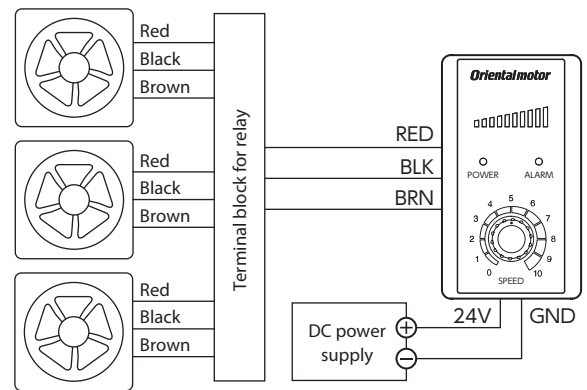 Red
Black
Brown
Red
Black
Brown
Red
Black
Brown
Terminal block for relay
RED
BLK
BRN
Orientalmotor
POWER
ALARM
0
1
2
3
4
5
6
7
8
9
10
SPEED
24V
GND
DC power
supply
+
−